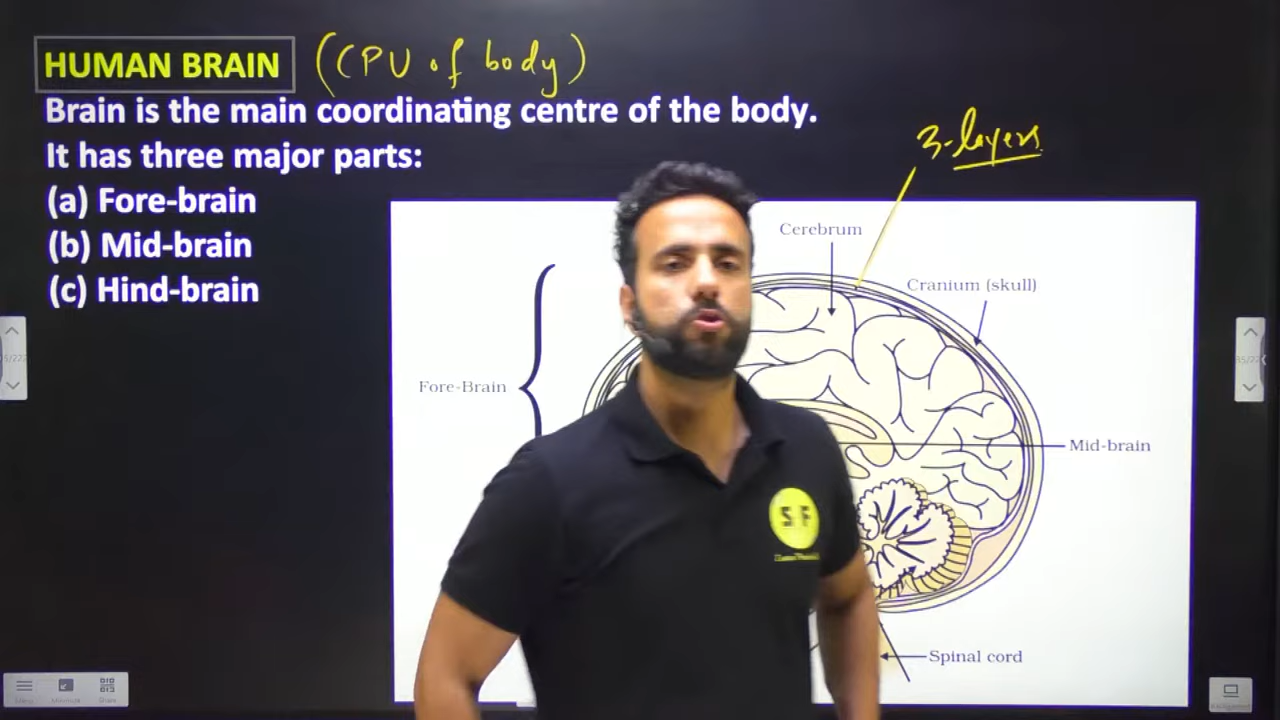 HUMAN BRAIN (CPU of body)
Brain is the main coordinating centre of the body.
It has three major parts:
(a) Fore-brain
(b) Mid-brain
(c) Hind-brain
3-layers
Cerebrum
Cranium (skull)
Fore-Brain
Mid-brain
Spinal cord
SF